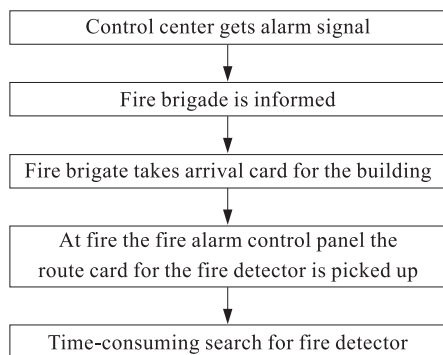 Control center gets alarm signal
Fire brigade is informed
Fire brigate takes arrival card for the building
At fire the fire alarm control panel the
route card for the fire detector is picked up
Time-consuming search for fire detector